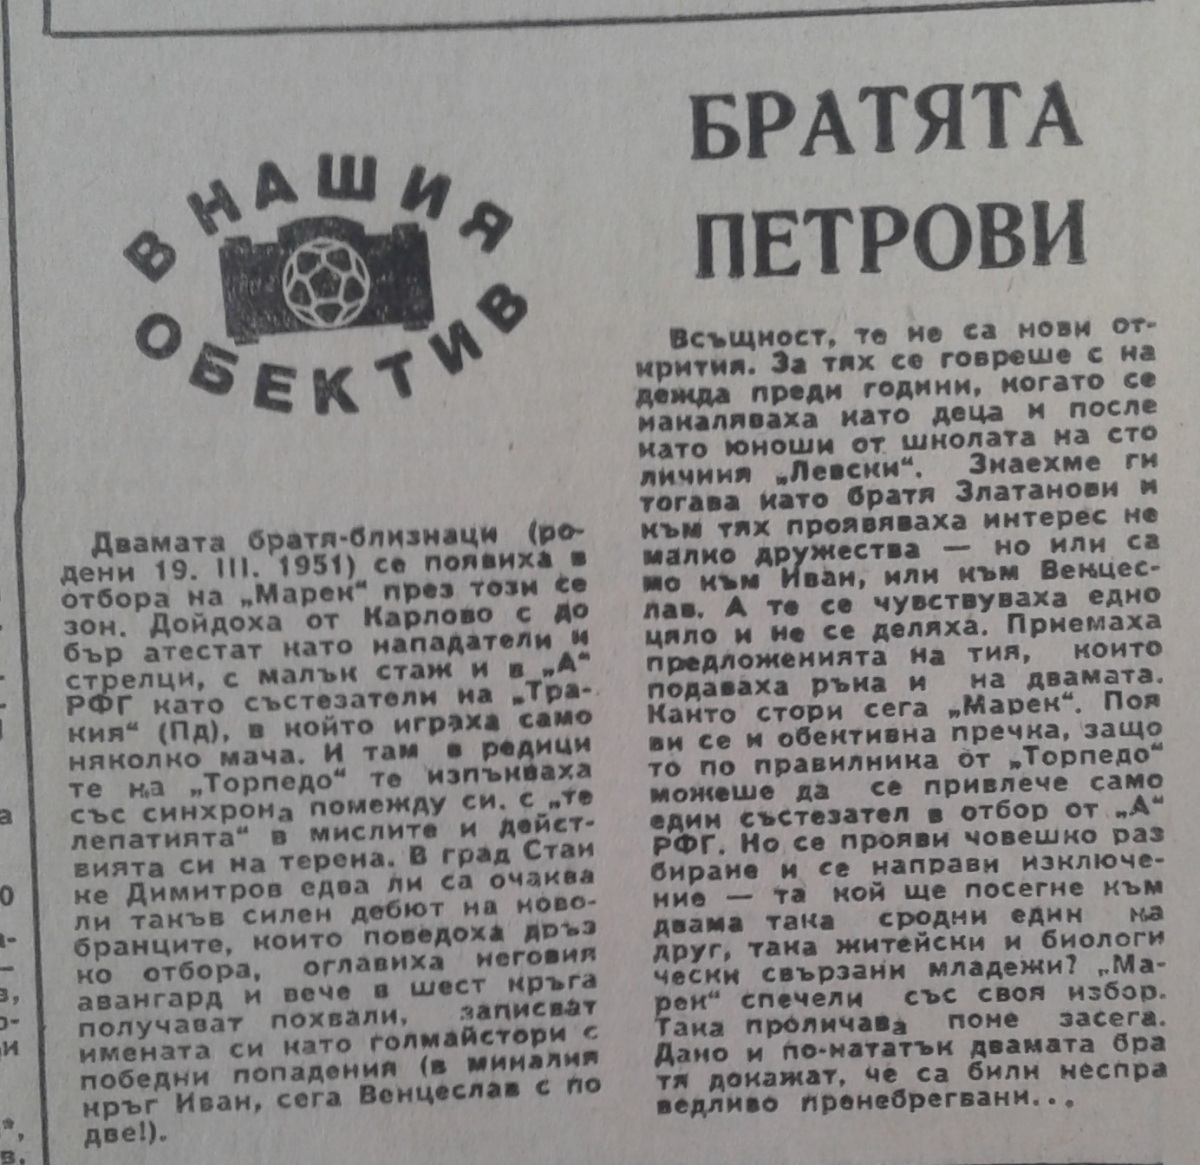 В НАШИЯ
ОБЕКТИВ
БРАТЯТА
ПЕТРОВИ
Двамата братя-близнаци (ро-
дени 19. III. 1951) се появиха в
отбора на „Марек“ през този се
зон. Дойдоха от Карлово с до
бър атестат като нападатели и
стрелци, с малък стаж и в „А“
РФГ като състезатели на „Тра-
кия“ (Пд), в който играха само
няколко мача. И там в редици
те на „Торпедо“ те изпъкваха
със синхрона помежду си, с „те
лепатията“ в мислите и дейст-
вията си на терена. В град Стан
ке Димитров едва ли са очаква
ли такъв силен дебют на ново-
бранците, които поведоха дръз
ко отбора, оглавиха неговия
авангард и вече в шест кръга
получават похвали, записват
имената си като голмайстори с
победни попадения (в миналия
кръг Иван, сега Венцеслав с по
две!).
Всъщност, те не са нови от-
крития. За тях се говреше с на
дежда преди години, когато се
макаляваха като деца и после
като юноши от школата на сто
личния „Левски“. Знаехме ги
тогава като братя Златанови и
към тях проявяваха интерес не
малко дружества — но или са
мо към Иван, или към Венцес-
лав. А те се чувствуваха едно
цяло и не се деляха. Приемаха
предложенията на тия, които
подаваха ръка и на двамата.
Както стори сега „Марек“. Поя
ви се и обективна пречка, защо
то по правилника от „Торпедо“
можеше да се привлече само
един състезател в отбор от „А“
РФГ. Но се прояви човешко раз
биране и се направи изключе-
ние — та кой ще посегне към
двама така сродни един на
друг, така житейски и биологи
чески свързани младежи? „Ма-
рек“ спечели със своя избор.
Така проличава поне засега.
Дано и по-нататък двамата бра
тя докажат, че са били неспра
ведливо пренебрегвани...